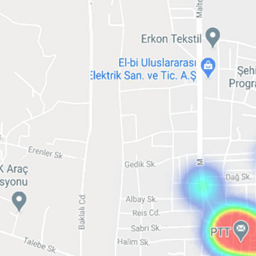 Malte
Erkon Tekstil
El-bi Uluslararası
Elektrik San. ve Tic. A.Ş
Şehi
Progra
Erenler Sk.
Gedik Sk.
M
K Araç
syonu
Dağ Sk.
Baklalı Cd.
Albay Sk.
Reis Cd.
Sabri Sk.
PTT
Talebe Sk.
Halim Sk.